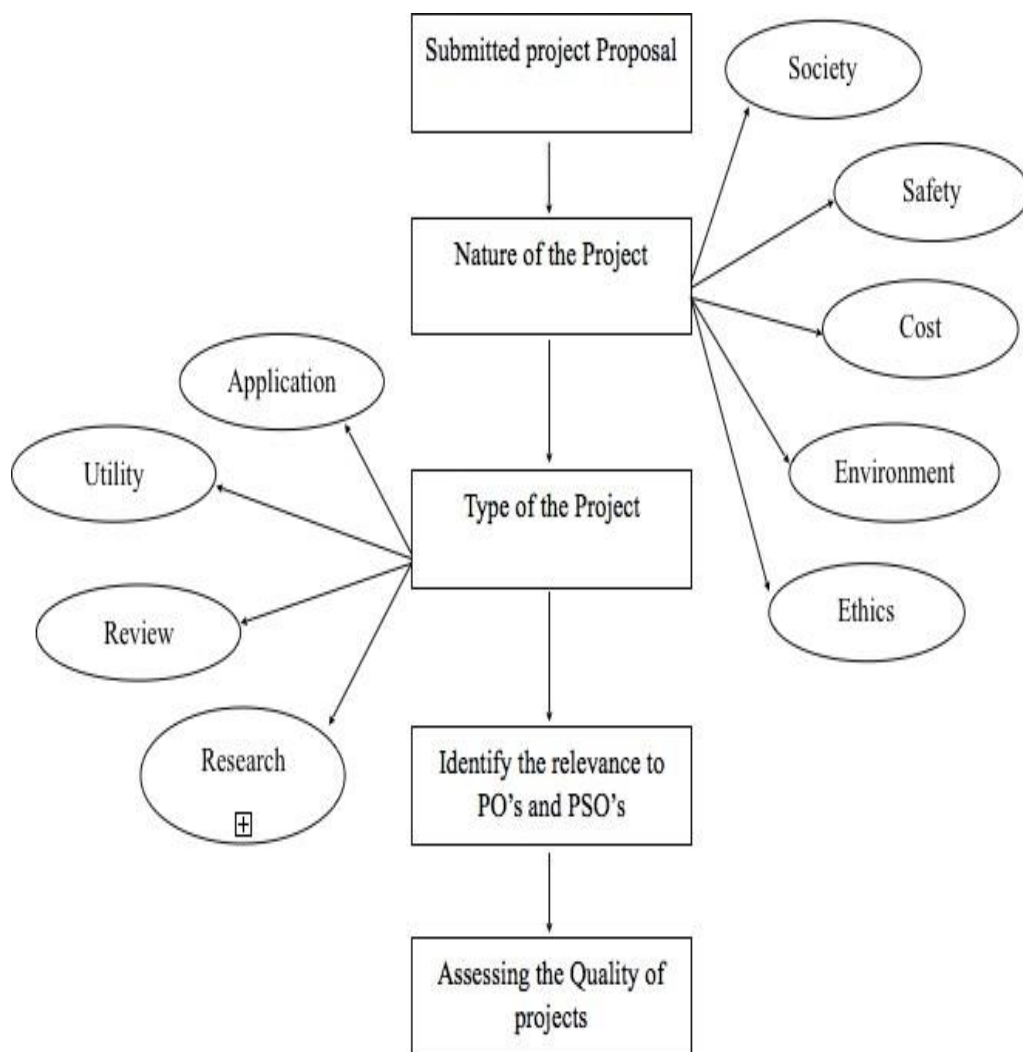 Submitted project Proposal
Society
Safety
Nature of the Project
Cost
Application
Utility
Environment
Type of the Project
Ethics
Review
Research
Identify the relevance to
PO’s and PSO’s
Assessing the Quality of
projects